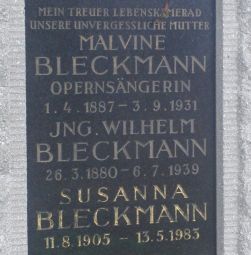 MEIN TREUER LEBENSKAMERAD
UNSERE UNVERGESSLICHE MUTTER
MALVINE
BLECKMANN
OPERNSÄNGERIN
1.4.1887 – 3.9.1931
JNG. WILHELM
BLECKMANN
26.3.1880 – 6.7.1939
SUSANNA
BLECKMANN
11.8.1905 – 13.5.1983